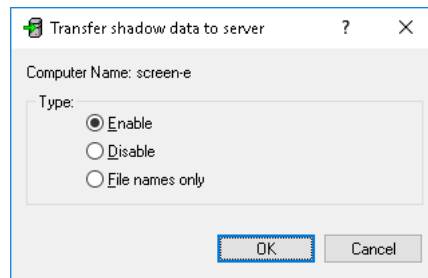 Transfer shadow data to server
?
Computer Name: screen-e
Type:
Enable
Disable
File names only
OK
Cancel